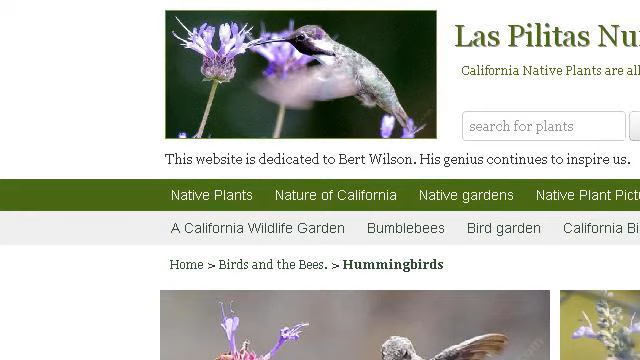 Las Pilitas Nu
California Native Plants are all
search for plants
This website is dedicated to Bert Wilson. His genius continues to inspire us.
Native Plants Nature of California Native gardens Native Plant Pict
A California Wildlife Garden Bumblebees Bird garden California Bi
Home > Birds and the Bees. > Hummingbirds